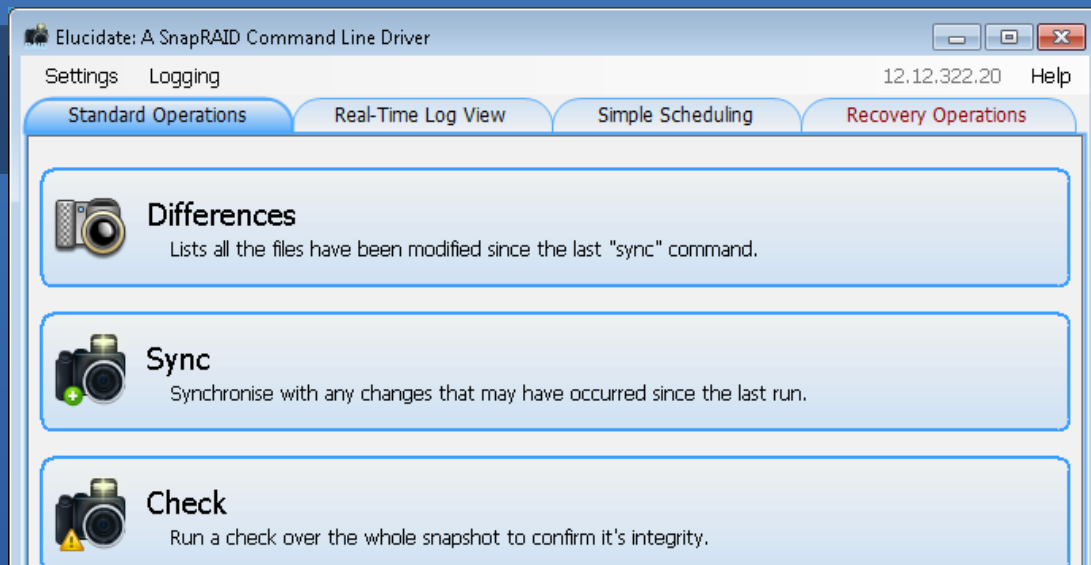 Elucidate: A SnapRAID Command Line Driver
Settings Logging 12.12.322.20 Help
Standard Operations Real-Time Log View Simple Scheduling Recovery Operations
Differences
Lists all the files have been modified since the last "sync" command.
Sync
Synchronise with any changes that may have occurred since the last run.
Check
Run a check over the whole snapshot to confirm it's integrity.